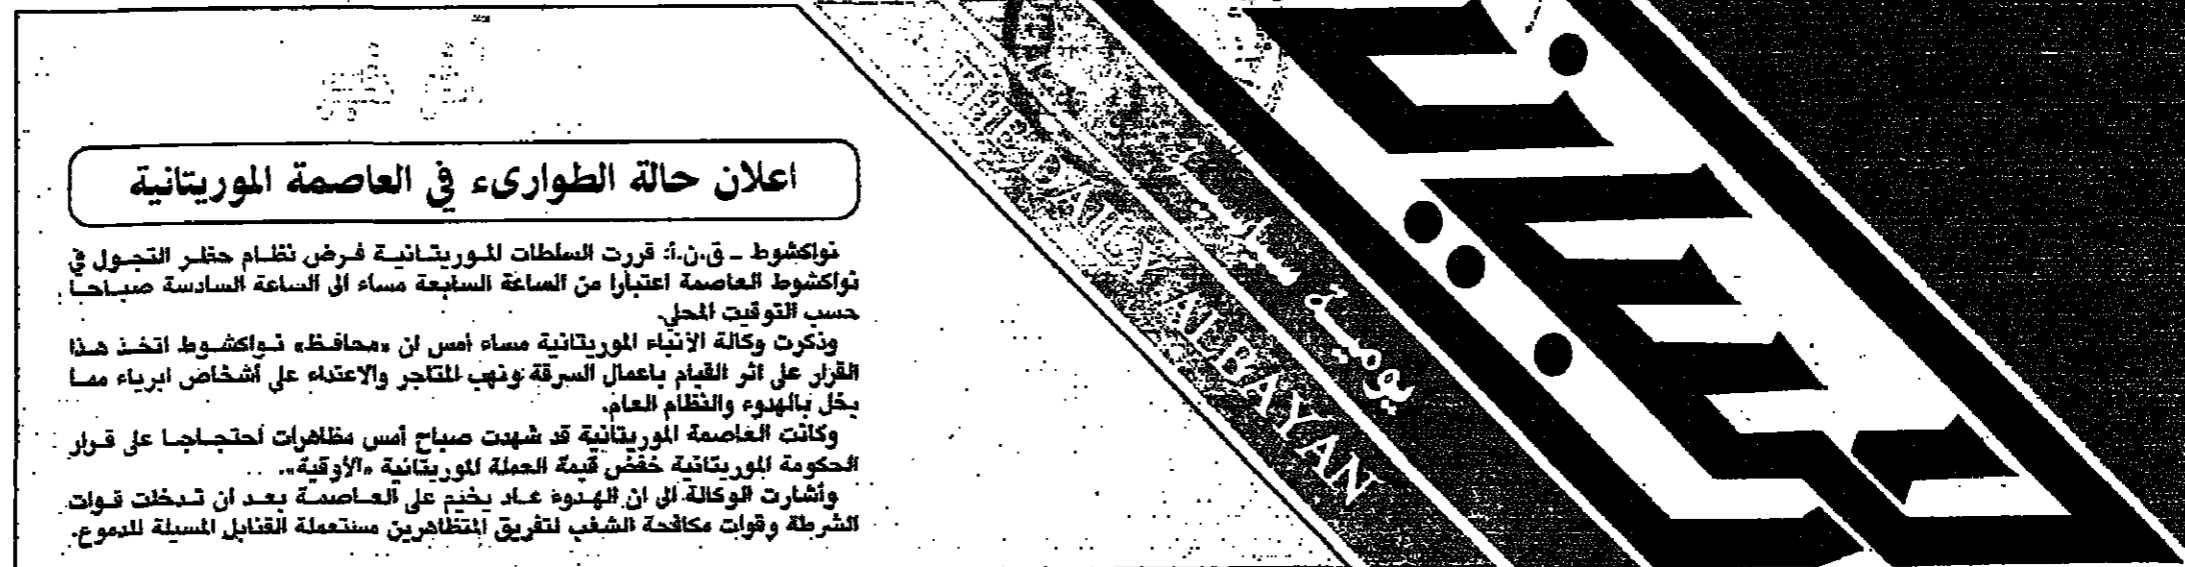 اعلان حالة الطوارىء في العاصمة الموريتانية
نواكشوط ـ ق.ن.أ: قررت السلطات الموريتانية فرض نظام حظر التجول في
نواكشوط العاصمة اعتبارا من الساعة السابعة مساء الى الساعة السادسة صباحا
حسب التوقيت المحلي.
وذكرت وكالة الأنباء الموريتانية مساء أمس ان «محافظ» نواكشوط اتخذ هذا
القرار على اثر القيام باعمال السرقة ونهب المتاجر والاعتداء على أشخاص ابرياء مما
يخل بالهدوء والنظام العام.
وكانت العاصمة الموريتانية قد شهدت صباح أمس مظاهرات احتجاجا على قرار
الحكومة الموريتانية خفض قيمة العملة الموريتانية «الأوقية».
وأشارت الوكالة الى ان الهدوء عاد يخيم على العاصمة بعد ان تدخلت قوات
الشرطة وقوات مكافحة الشغب لتفريق المتظاهرين مستعملة القنابل المسيلة للدموع.
البيان
يومية سياسية
DAILY ALBAYAN